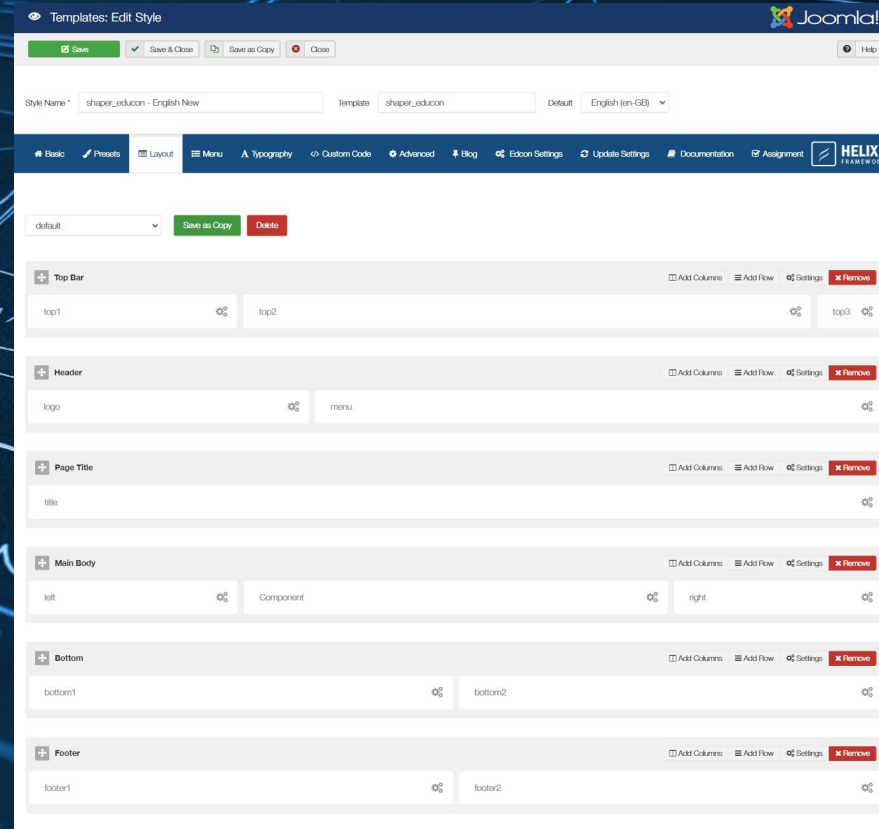 Templates: Edit Style
Joomla!
Save
Save & Close
Save as Copy
Close
Help
Style Name *
shaper_educon - English New
Template
shaper_educon
Default
English (en-GB)
Basic
Presets
Layout
Menu
Typography
Custom Code
Advanced
Blog
Edcon Settings
Update Settings
Documentation
Assignment
HELIX
FRAMEWOR
default
Save as Copy
Delete
Top Bar
Add Columns
Add Row
Settings
Remove
top1
top2
top3
Header
Add Columns
Add Row
Settings
Remove
logo
menu
Page Title
Add Columns
Add Row
Settings
Remove
title
Main Body
Add Columns
Add Row
Settings
Remove
left
Component
right
Bottom
Add Columns
Add Row
Settings
Remove
bottom1
bottom2
Footer
Add Columns
Add Row
Settings
Remove
footer1
footer2